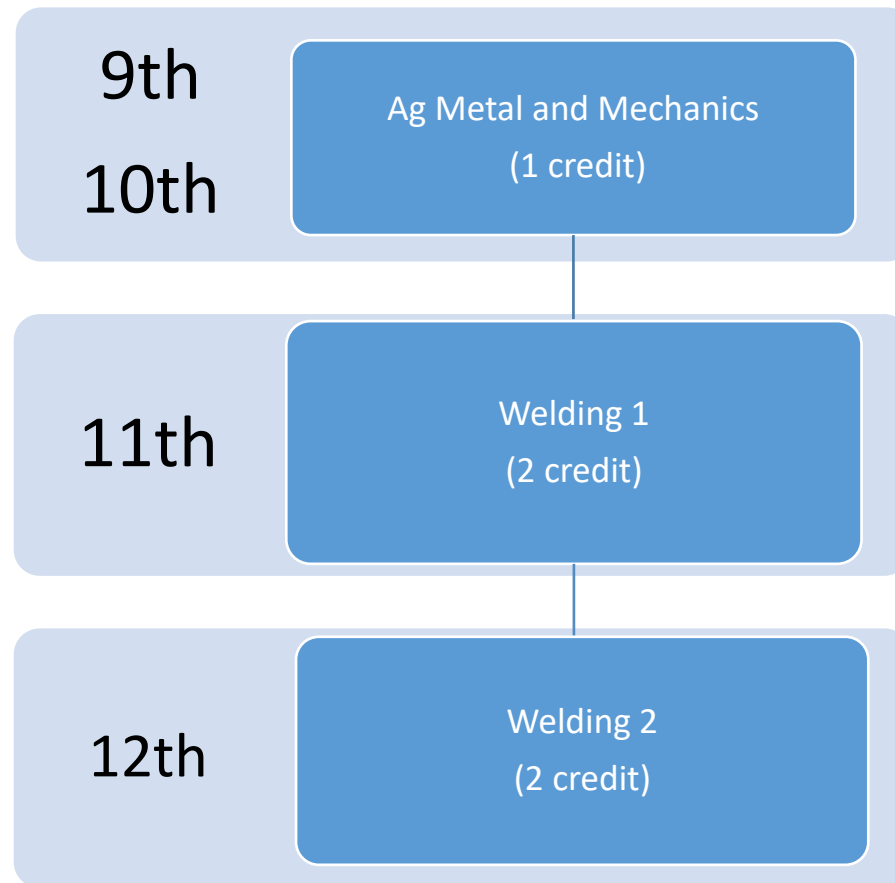 9th
10th
Ag Metal and Mechanics
(1 credit)
11th
Welding 1
(2 credit)
12th
Welding 2
(2 credit)